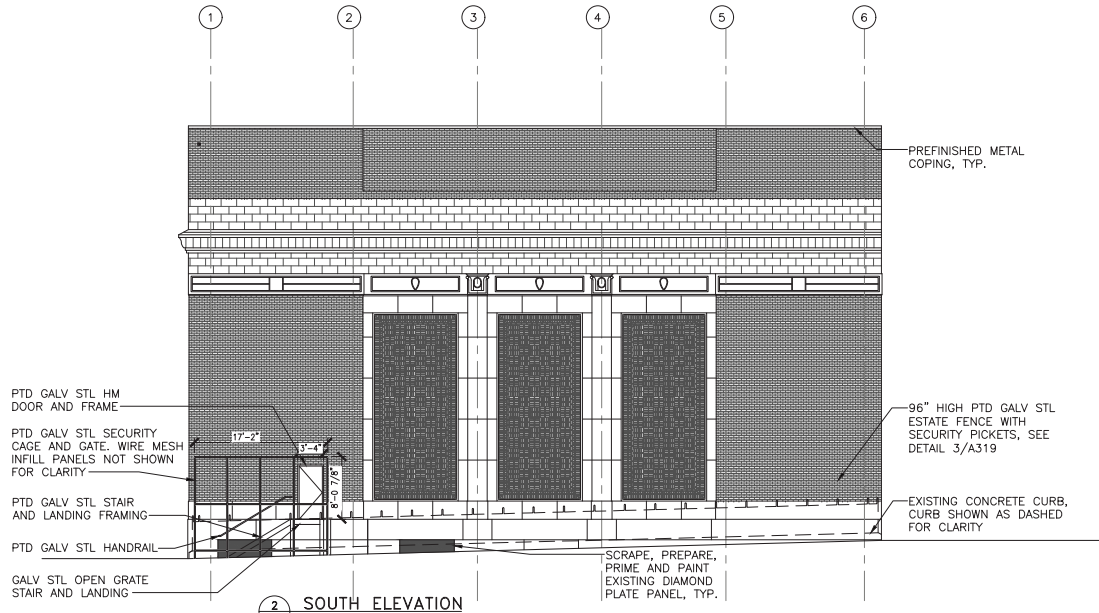 1 2 3 4 5 6
PREFINISHED METAL
COPING, TYP.
PTD GALV STL HM
DOOR AND FRAME
PTD GALV STL SECURITY
CAGE AND GATE. WIRE MESH
INFILL PANELS NOT SHOWN
FOR CLARITY
PTD GALV STL STAIR
AND LANDING FRAMING
PTD GALV STL HANDRAIL
GALV STL OPEN GRATE
STAIR AND LANDING
17'-2"
3'-4"
8'-0 7/8"
96" HIGH PTD GALV STL
ESTATE FENCE WITH
SECURITY PICKETS, SEE
DETAIL 3/A319
EXISTING CONCRETE CURB,
CURB SHOWN AS DASHED
FOR CLARITY
SCRAPE, PREPARE,
PRIME AND PAINT
EXISTING DIAMOND
PLATE PANEL, TYP.
2 SOUTH ELEVATION